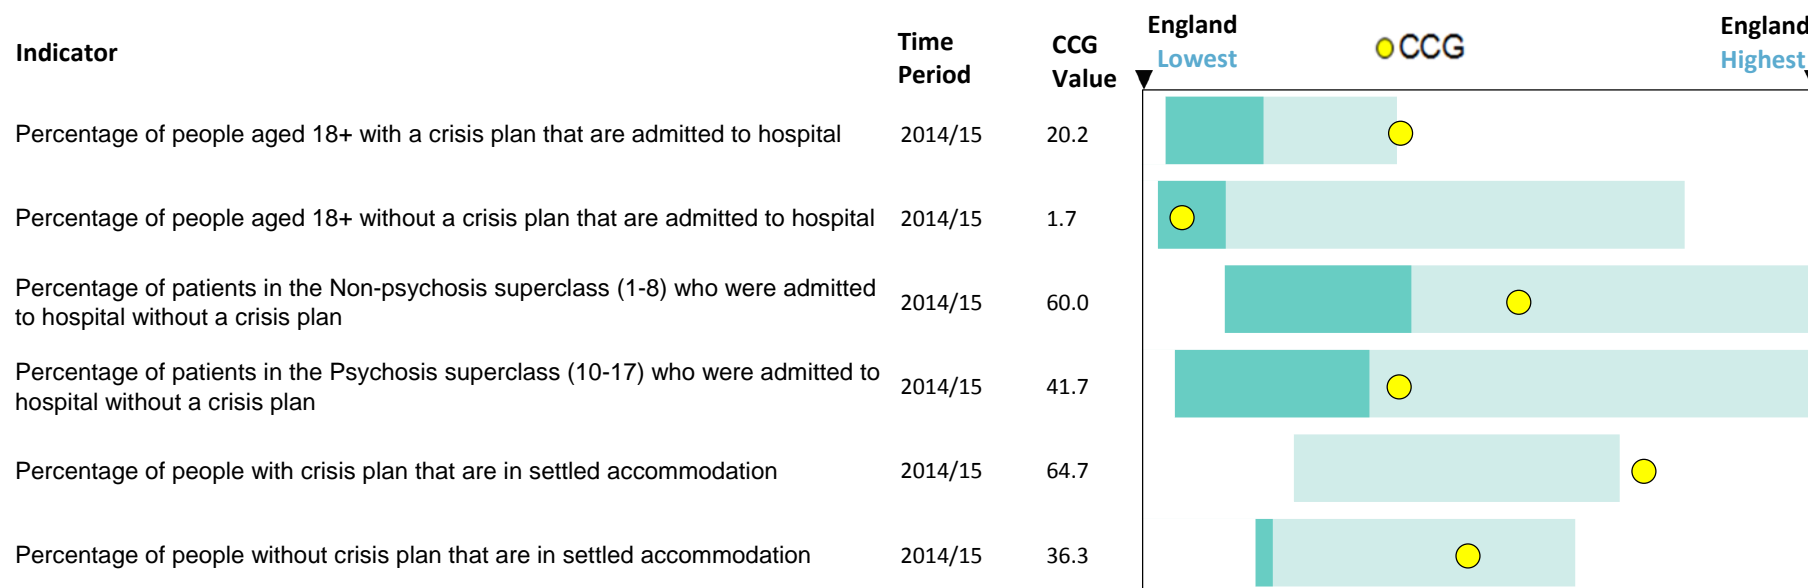 Indicator
Time Period
CCG Value
England Lowest
CCG
England Highest
Percentage of people aged 18+ with a crisis plan that are admitted to hospital 2014/15 20.2
Percentage of people aged 18+ without a crisis plan that are admitted to hospital 2014/15 1.7
Percentage of patients in the Non-psychosis superclass (1-8) who were admitted
to hospital without a crisis plan 2014/15 60.0
Percentage of patients in the Psychosis superclass (10-17) who were admitted to
hospital without a crisis plan 2014/15 41.7
Percentage of people with crisis plan that are in settled accommodation 2014/15 64.7
Percentage of people without crisis plan that are in settled accommodation 2014/15 36.3